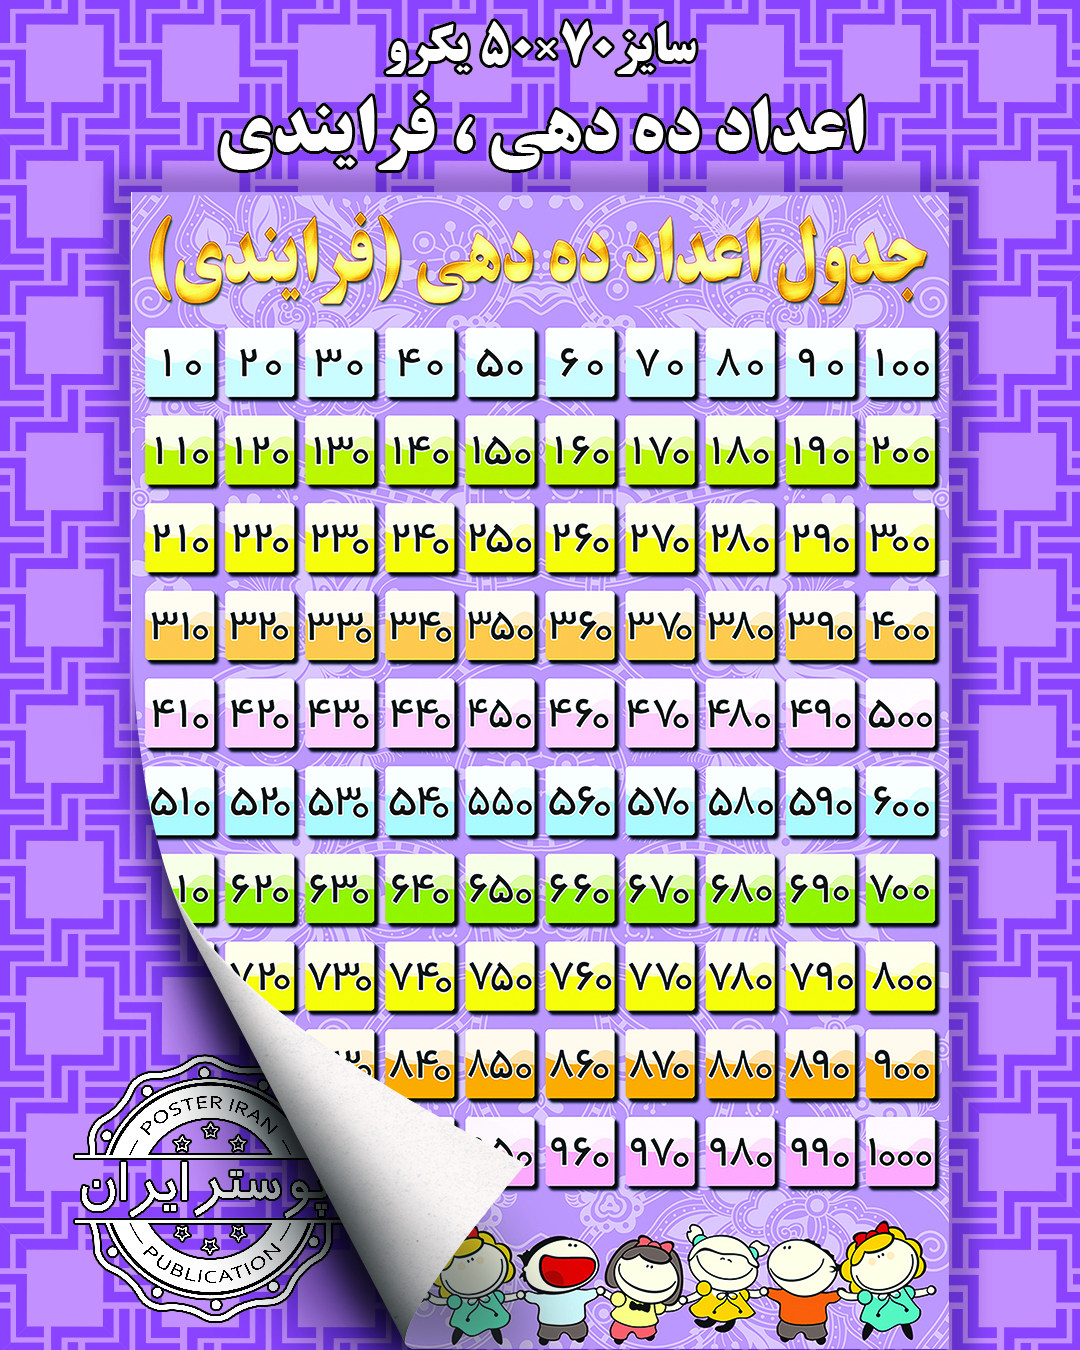 سایز ۷۰×۵۰ یکرو
اعداد ده دهی ، فرایندی
جدول اعداد ده دهی (فرایندی)
۱۰ ۲۰ ۳۰ ۴۰ ۵۰ ۶۰ ۷۰ ۸۰ ۹۰ ۱۰۰
۱۱۰ ۱۲۰ ۱۳۰ ۱۴۰ ۱۵۰ ۱۶۰ ۱۷۰ ۱۸۰ ۱۹۰ ۲۰۰
۲۱۰ ۲۲۰ ۲۳۰ ۲۴۰ ۲۵۰ ۲۶۰ ۲۷۰ ۲۸۰ ۲۹۰ ۳۰۰
۳۱۰ ۳۲۰ ۳۳۰ ۳۴۰ ۳۵۰ ۳۶۰ ۳۷۰ ۳۸۰ ۳۹۰ ۴۰۰
۴۱۰ ۴۲۰ ۴۳۰ ۴۴۰ ۴۵۰ ۴۶۰ ۴۷۰ ۴۸۰ ۴۹۰ ۵۰۰
۵۱۰ ۵۲۰ ۵۳۰ ۵۴۰ ۵۵۰ ۵۶۰ ۵۷۰ ۵۸۰ ۵۹۰ ۶۰۰
۱۰ ۶۲۰ ۶۳۰ ۶۴۰ ۶۵۰ ۶۶۰ ۶۷۰ ۶۸۰ ۶۹۰ ۷۰۰
۷۲۰ ۷۳۰ ۷۴۰ ۷۵۰ ۷۶۰ ۷۷۰ ۷۸۰ ۷۹۰ ۸۰۰
۸۴۰ ۸۵۰ ۸۶۰ ۸۷۰ ۸۸۰ ۸۹۰ ۹۰۰
۹۶۰ ۹۷۰ ۹۸۰ ۹۹۰ ۱۰۰۰
POSTER IRAN
پوستر ایران
PUBLICATION